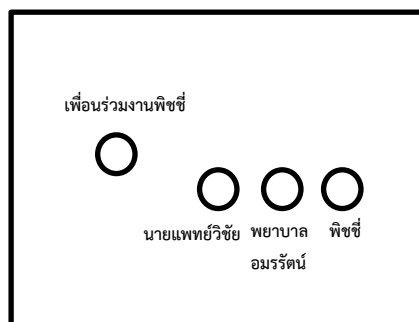 เพื่อนร่วมงานพิชชี่
นายแพทย์วิชัย พยาบาล พิชชี่
อมรรัตน์